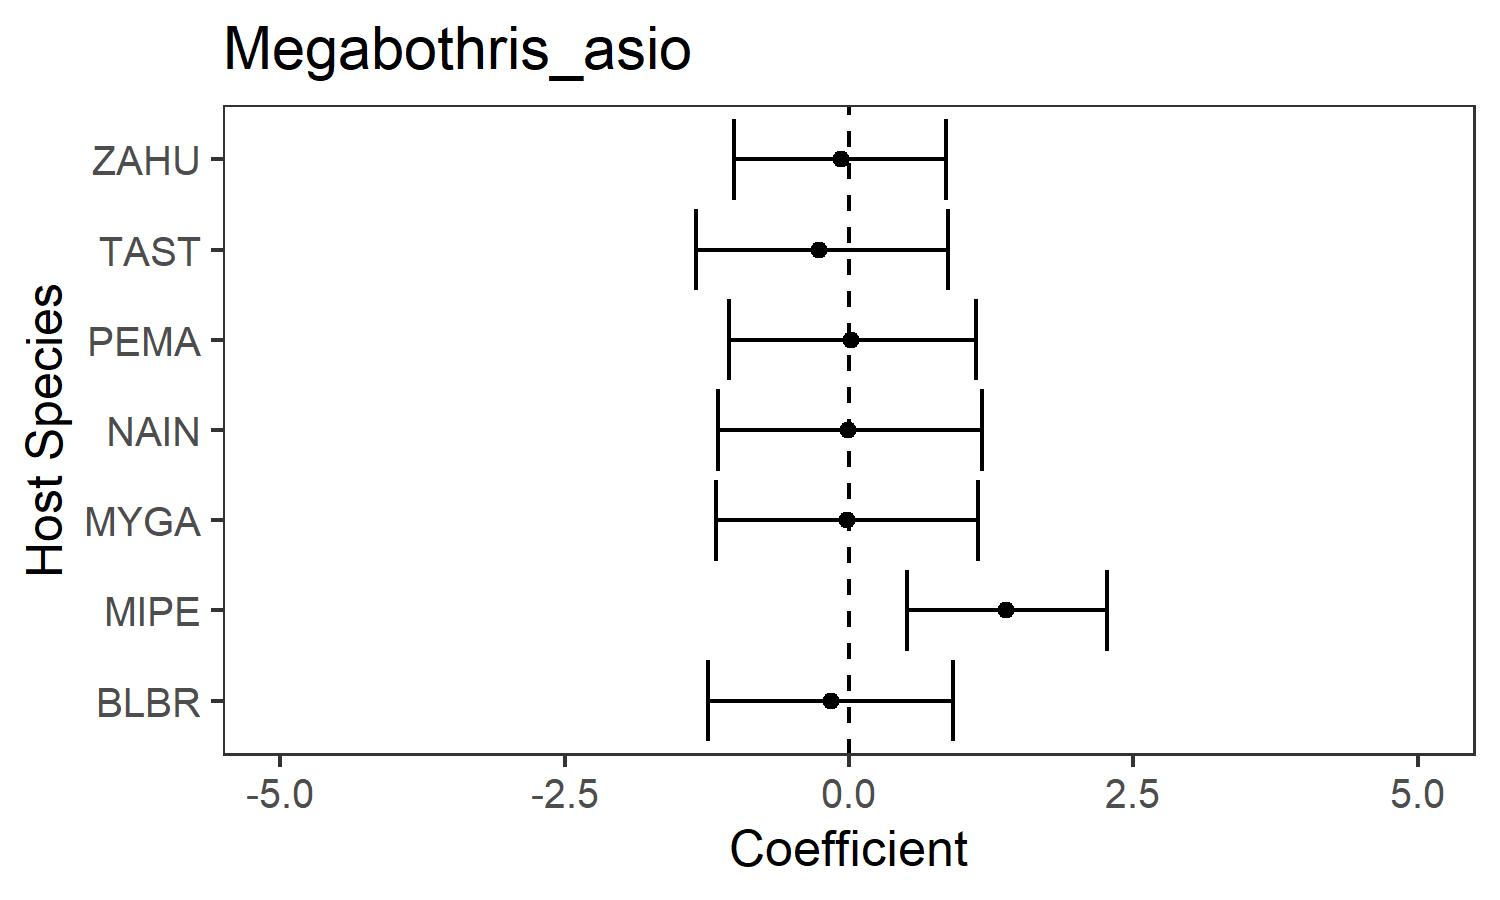 Megabothris_asio
Host Species
ZAHU
TAST
PEMA
NAIN
MYGA
MIPE
BLBR
-5.0 -2.5 0.0 2.5 5.0
Coefficient